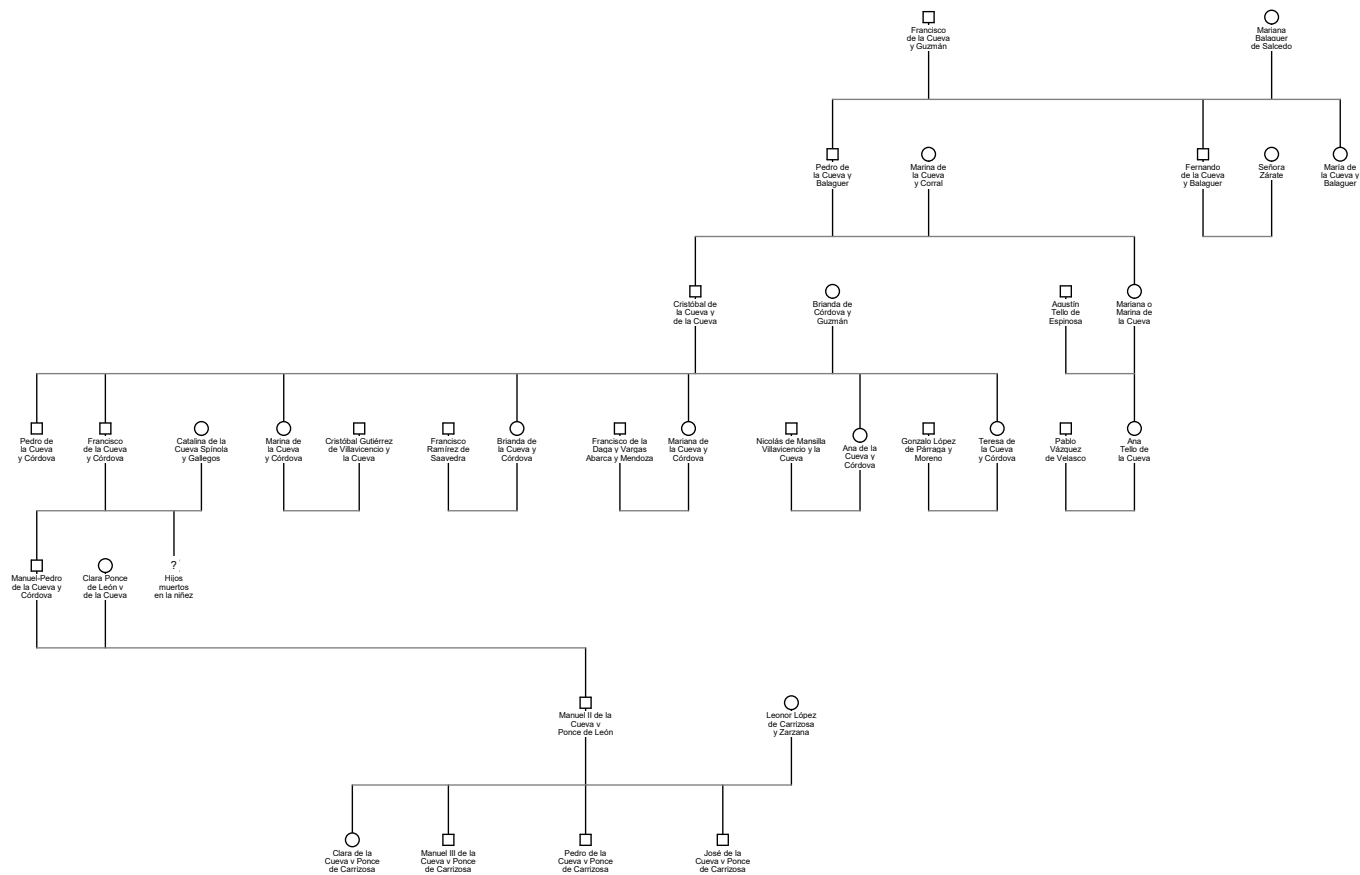 Francisco
de la Cueva
y Guzmán
Mariana
Balaguer
de Salcedo
Pedro de
la Cueva y
Balaguer
Marina de
la Cueva
y Corral
Fernando
de la Cueva
y Balaguer
Señora
Zárate
María de
la Cueva y
Balaguer
Cristóbal de
la Cueva y
de la Cueva
Brianda de
Córdova y
Guzmán
Agustín
Tello de
Espinosa
Mariana o
Marina de
la Cueva
Pedro de
la Cueva
y Córdova
Francisco
de la Cueva
y Córdova
Catalina de la
Cueva Spínola
y Gallegos
Marina de
la Cueva
y Córdova
Cristóbal Gutiérrez
de Villavicencio y
la Cueva
Francisco
Ramírez de
Saavedra
Brianda de
la Cueva y
Córdova
Francisco de la
Daga y Vargas
Abarca y Mendoza
Mariana de
la Cueva y
Córdova
Nicolás de Mansilla
Villavicencio y la
Cueva
Ana de la
Cueva y
Córdova
Gonzalo López
de Párraga y
Moreno
Teresa de
la Cueva
y Córdova
Pablo
Vázquez
de Velasco
Ana
Tello de
la Cueva
Manuel-Pedro
de la Cueva y
Córdova
Clara Ponce
de León y
de la Cueva
?
Hijos
muertos
en la niñez
Manuel II de la
Cueva y
Ponce de León
Leonor López
de Carrizosa
y Zarzana
Clara de la
Cueva y Ponce
de Carrizosa
Manuel III de la
Cueva y Ponce
de Carrizosa
Pedro de la
Cueva y Ponce
de Carrizosa
José de la
Cueva y Ponce
de Carrizosa